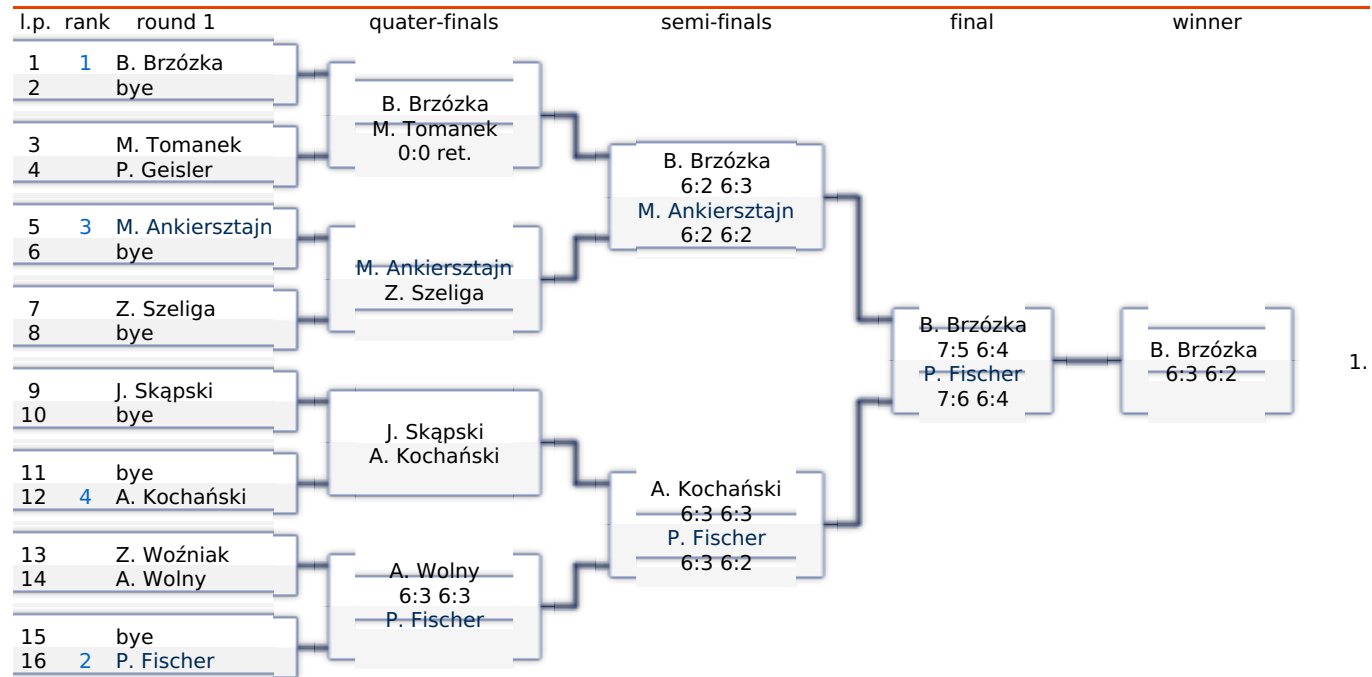 l.p. rank round 1 quater-finals semi-finals final winner
1 1 B. Brzózka
2 bye
3 M. Tomanek
4 P. Geisler
5 3 M. Ankiersztajn
6 bye
7 Z. Szeliga
8 bye
9 J. Skąpski
10 bye
11 bye
12 4 A. Kochański
13 Z. Woźniak
14 A. Wolny
15 bye
16 2 P. Fischer
B. Brzózka
M. Tomanek
0:0 ret.
M. Ankiersztajn
Z. Szeliga
J. Skąpski
A. Kochański
A. Wolny
6:3 6:3
P. Fischer
B. Brzózka
6:2 6:3
M. Ankiersztajn
6:2 6:2
A. Kochański
6:3 6:3
P. Fischer
6:3 6:2
B. Brzózka
7:5 6:4
P. Fischer
7:6 6:4
B. Brzózka
6:3 6:2
1.